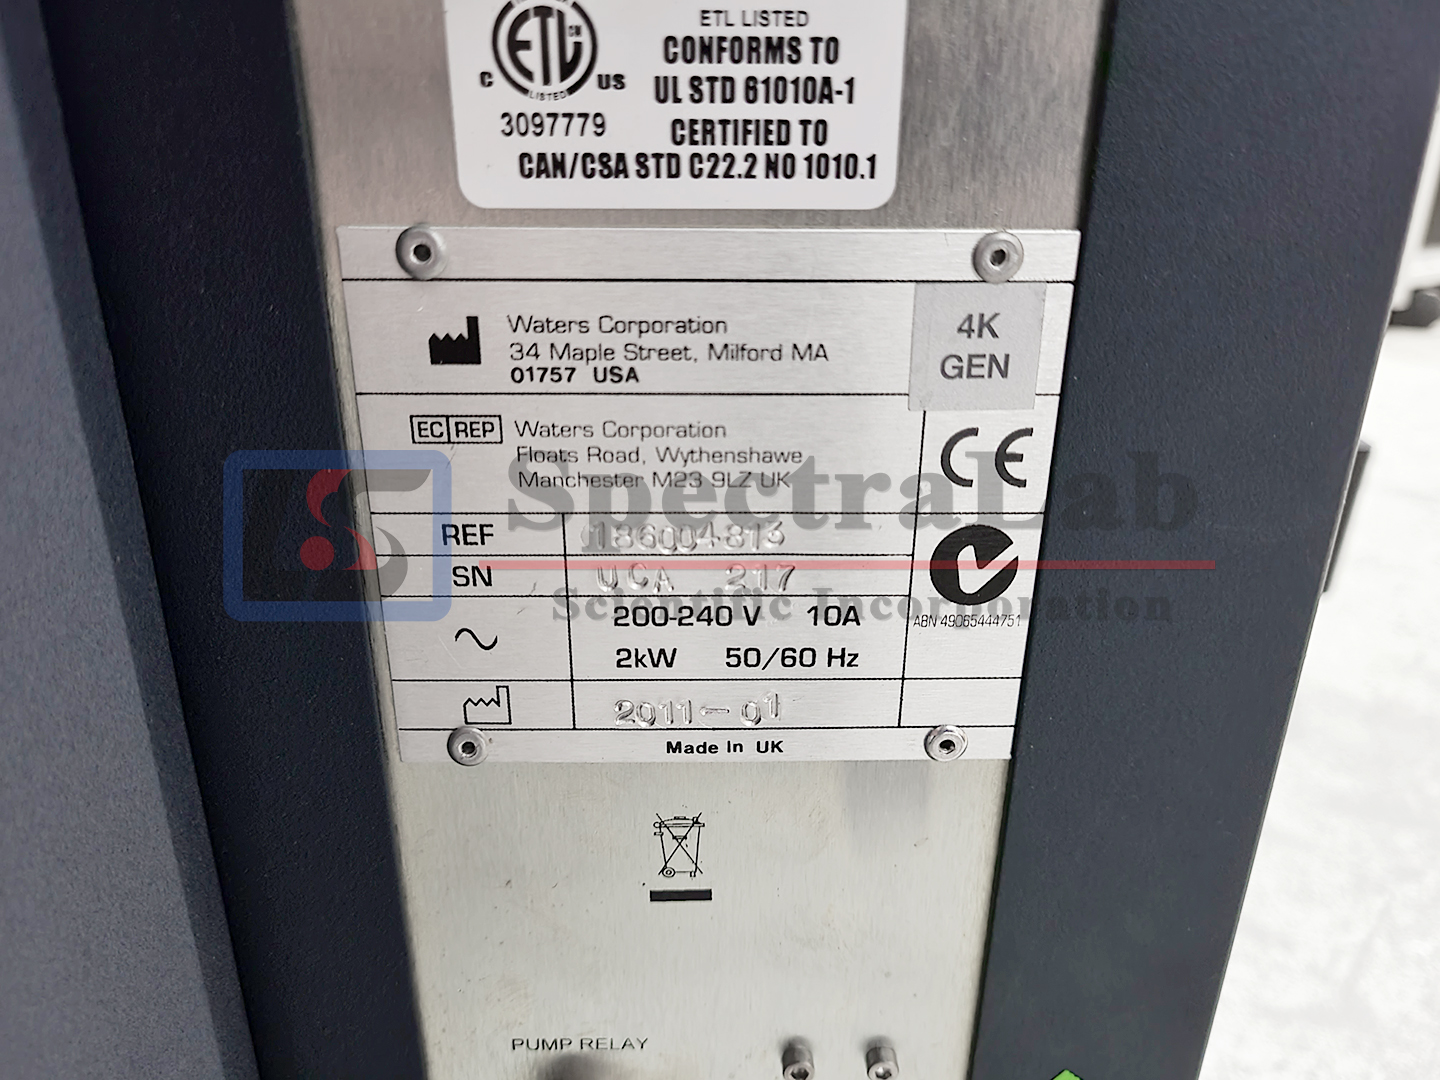 ETL LISTED
CONFORMS TO
UL STD 61010A-1
CERTIFIED TO
CAN/CSA STD C22.2 NO 1010.1
ETL
CM
LISTED
C US
3097779
Waters Corporation
34 Maple Street, Milford MA
01757 USA
4K
GEN
EC REP Waters Corporation
Floats Road, Wythenshawe
Manchester M23 9LZ UK
CE
REF 186004813
SN UCA 217
200-240 V 10A
2kW 50/60 Hz
ABN 49065444751
2011-01
Made In UK
SpectraLab
Scientific Incorporation
PUMP RELAY